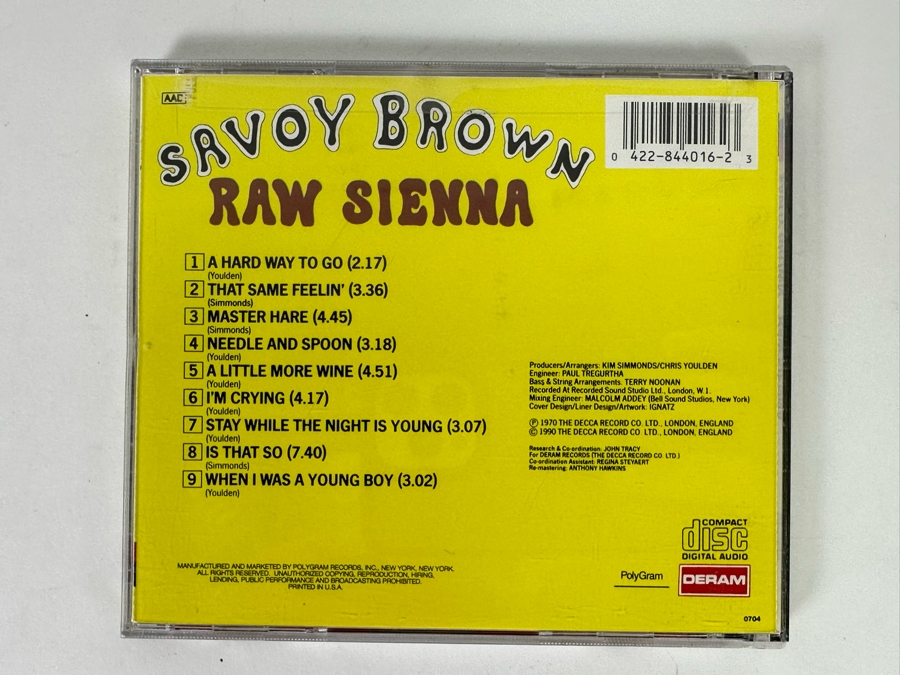 AAD
SAVOY BROWN
0 422-844016-2 3
RAW SIENNA
1 A HARD WAY TO GO (2.17)
(Youlden)
2 THAT SAME FEELIN' (3.36)
(Simmonds)
3 MASTER HARE (4.45)
(Simmonds)
4 NEEDLE AND SPOON (3.18)
(Youlden)
5 A LITTLE MORE WINE (4.51)
(Youlden)
6 I'M CRYING (4.17)
(Youlden)
7 STAY WHILE THE NIGHT IS YOUNG (3.07)
(Youlden)
8 IS THAT SO (7.40)
(Simmonds)
9 WHEN I WAS A YOUNG BOY (3.02)
(Youlden)
Producers/Arrangers: KIM SIMMONDS/CHRIS YOULDEN
Engineer: PAUL TREGURTHA
Bass & String Arrangements: TERRY NOONAN
Recorded At Recorded Sound Studio Ltd., London, W.1.
Mixing Engineer: MALCOLM ADDEY (Bell Sound Studios, New York)
Cover Design/Liner Design/Artwork: IGNATZ
℗ 1970 THE DECCA RECORD CO. LTD., LONDON, ENGLAND
© 1990 THE DECCA RECORD CO. LTD., LONDON, ENGLAND
Research & Co-ordination: JOHN TRACY
For DERAM RECORDS (THE DECCA RECORD CO. LTD.)
Co-ordination Assistant: REGINA STEYAERT
Re-mastering: ANTHONY HAWKINS
COMPACT
disc
DIGITAL AUDIO
MANUFACTURED AND MARKETED BY POLYGRAM RECORDS, INC., NEW YORK, NEW YORK.
ALL RIGHTS RESERVED. UNAUTHORIZED COPYING, REPRODUCTION, HIRING,
LENDING, PUBLIC PERFORMANCE AND BROADCASTING PROHIBITED.
PRINTED IN U.S.A.
PolyGram
DERAM
0704